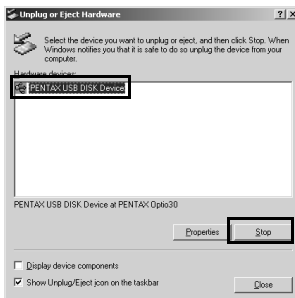 Unplug or Eject Hardware
Select the device you want to unplug or eject, and then click Stop. When
Windows notifies you that it is safe to do so unplug the device from your
computer.
Hardware devices:
PENTAX USB DISK Device
PENTAX USB DISK Device at PENTAX Optio30
Properties
Stop
Display device components
Show Unplug/Eject icon on the taskbar
Close